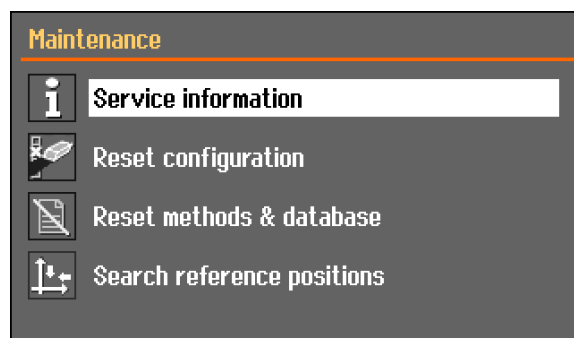 Maintenance
Service information
Reset configuration
Reset methods & database
Search reference positions